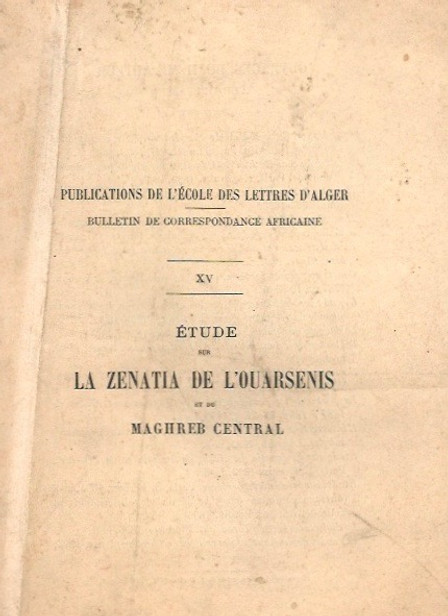 PUBLICATIONS DE L'ÉCOLE DES LETTRES D'ALGER
BULLETIN DE CORRESPONDANCE AFRICAINE
XV
ÉTUDE
SUR
LA ZENATIA DE L'OUARSENIS
ET DU
MAGHREB CENTRAL